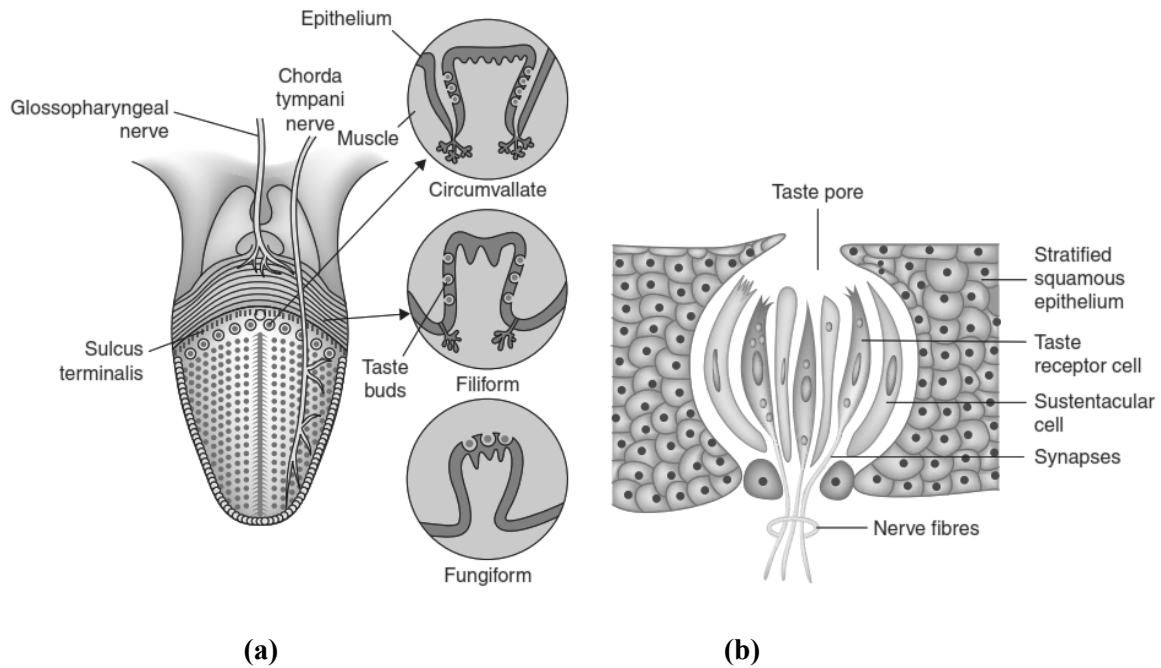 Epithelium
Chorda
tympani
nerve
Glossopharyngeal
nerve
Muscle
Circumvallate
Sulcus
terminalis
Taste
buds
Filiform
Fungiform
(a)
Taste pore
Stratified
squamous
epithelium
Taste
receptor cell
Sustentacular
cell
Synapses
Nerve fibres
(b)